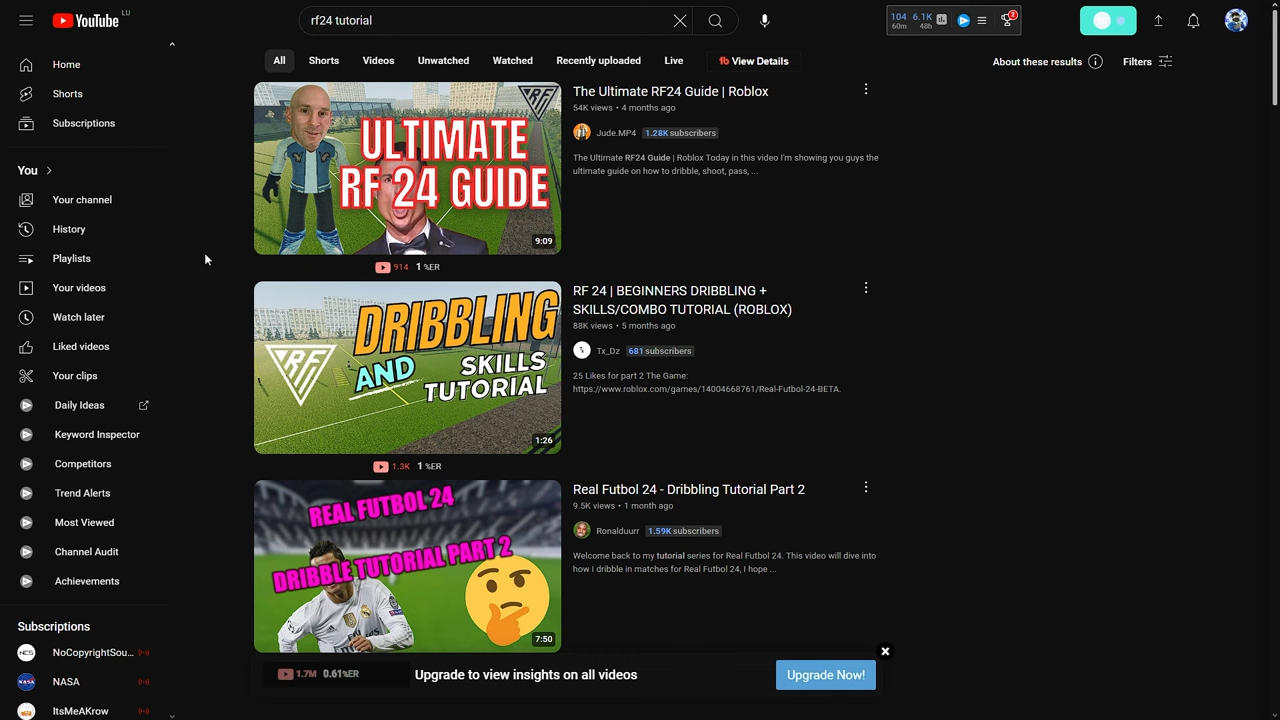 YouTube
LU
rf24 tutorial
104
60m
6.1K
48h
2
Home
Shorts
Subscriptions
You
Your channel
History
Playlists
Your videos
Watch later
Liked videos
Your clips
Daily Ideas
Keyword Inspector
Competitors
Trend Alerts
Most Viewed
Channel Audit
Achievements
Subscriptions
NCS
NoCopyrightSou...
NASA
NASA
ItsMeAKrow
All
Shorts
Videos
Unwatched
Watched
Recently uploaded
Live
tb View Details
About these results
Filters
ULTIMATE
RF 24 GUIDE
RF
9:09
914 1 %ER
The Ultimate RF24 Guide | Roblox
54K views • 4 months ago
Jude.MP4 1.28K subscribers
The Ultimate RF24 Guide | Roblox Today in this video I'm showing you guys the
ultimate guide on how to dribble, shoot, pass, ...
DRIBBLING
AND
SKILLS
TUTORIAL
RF
1:26
1.3K 1 %ER
RF 24 | BEGINNERS DRIBBLING +
SKILLS/COMBO TUTORIAL (ROBLOX)
88K views • 5 months ago
Tx_Dz 681 subscribers
25 Likes for part 2 The Game:
https://www.roblox.com/games/14004668761/Real-Futbol-24-BETA.
REAL FUTBOL 24
DRIBBLE TUTORIAL PART 2
7:50
Real Futbol 24 - Dribbling Tutorial Part 2
9.5K views • 1 month ago
Ronalduurr 1.59K subscribers
Welcome back to my tutorial series for Real Futbol 24. This video will dive into
how I dribble in matches for Real Futbol 24, I hope ...
1.7M 0.61%ER
Upgrade to view insights on all videos
Upgrade Now!